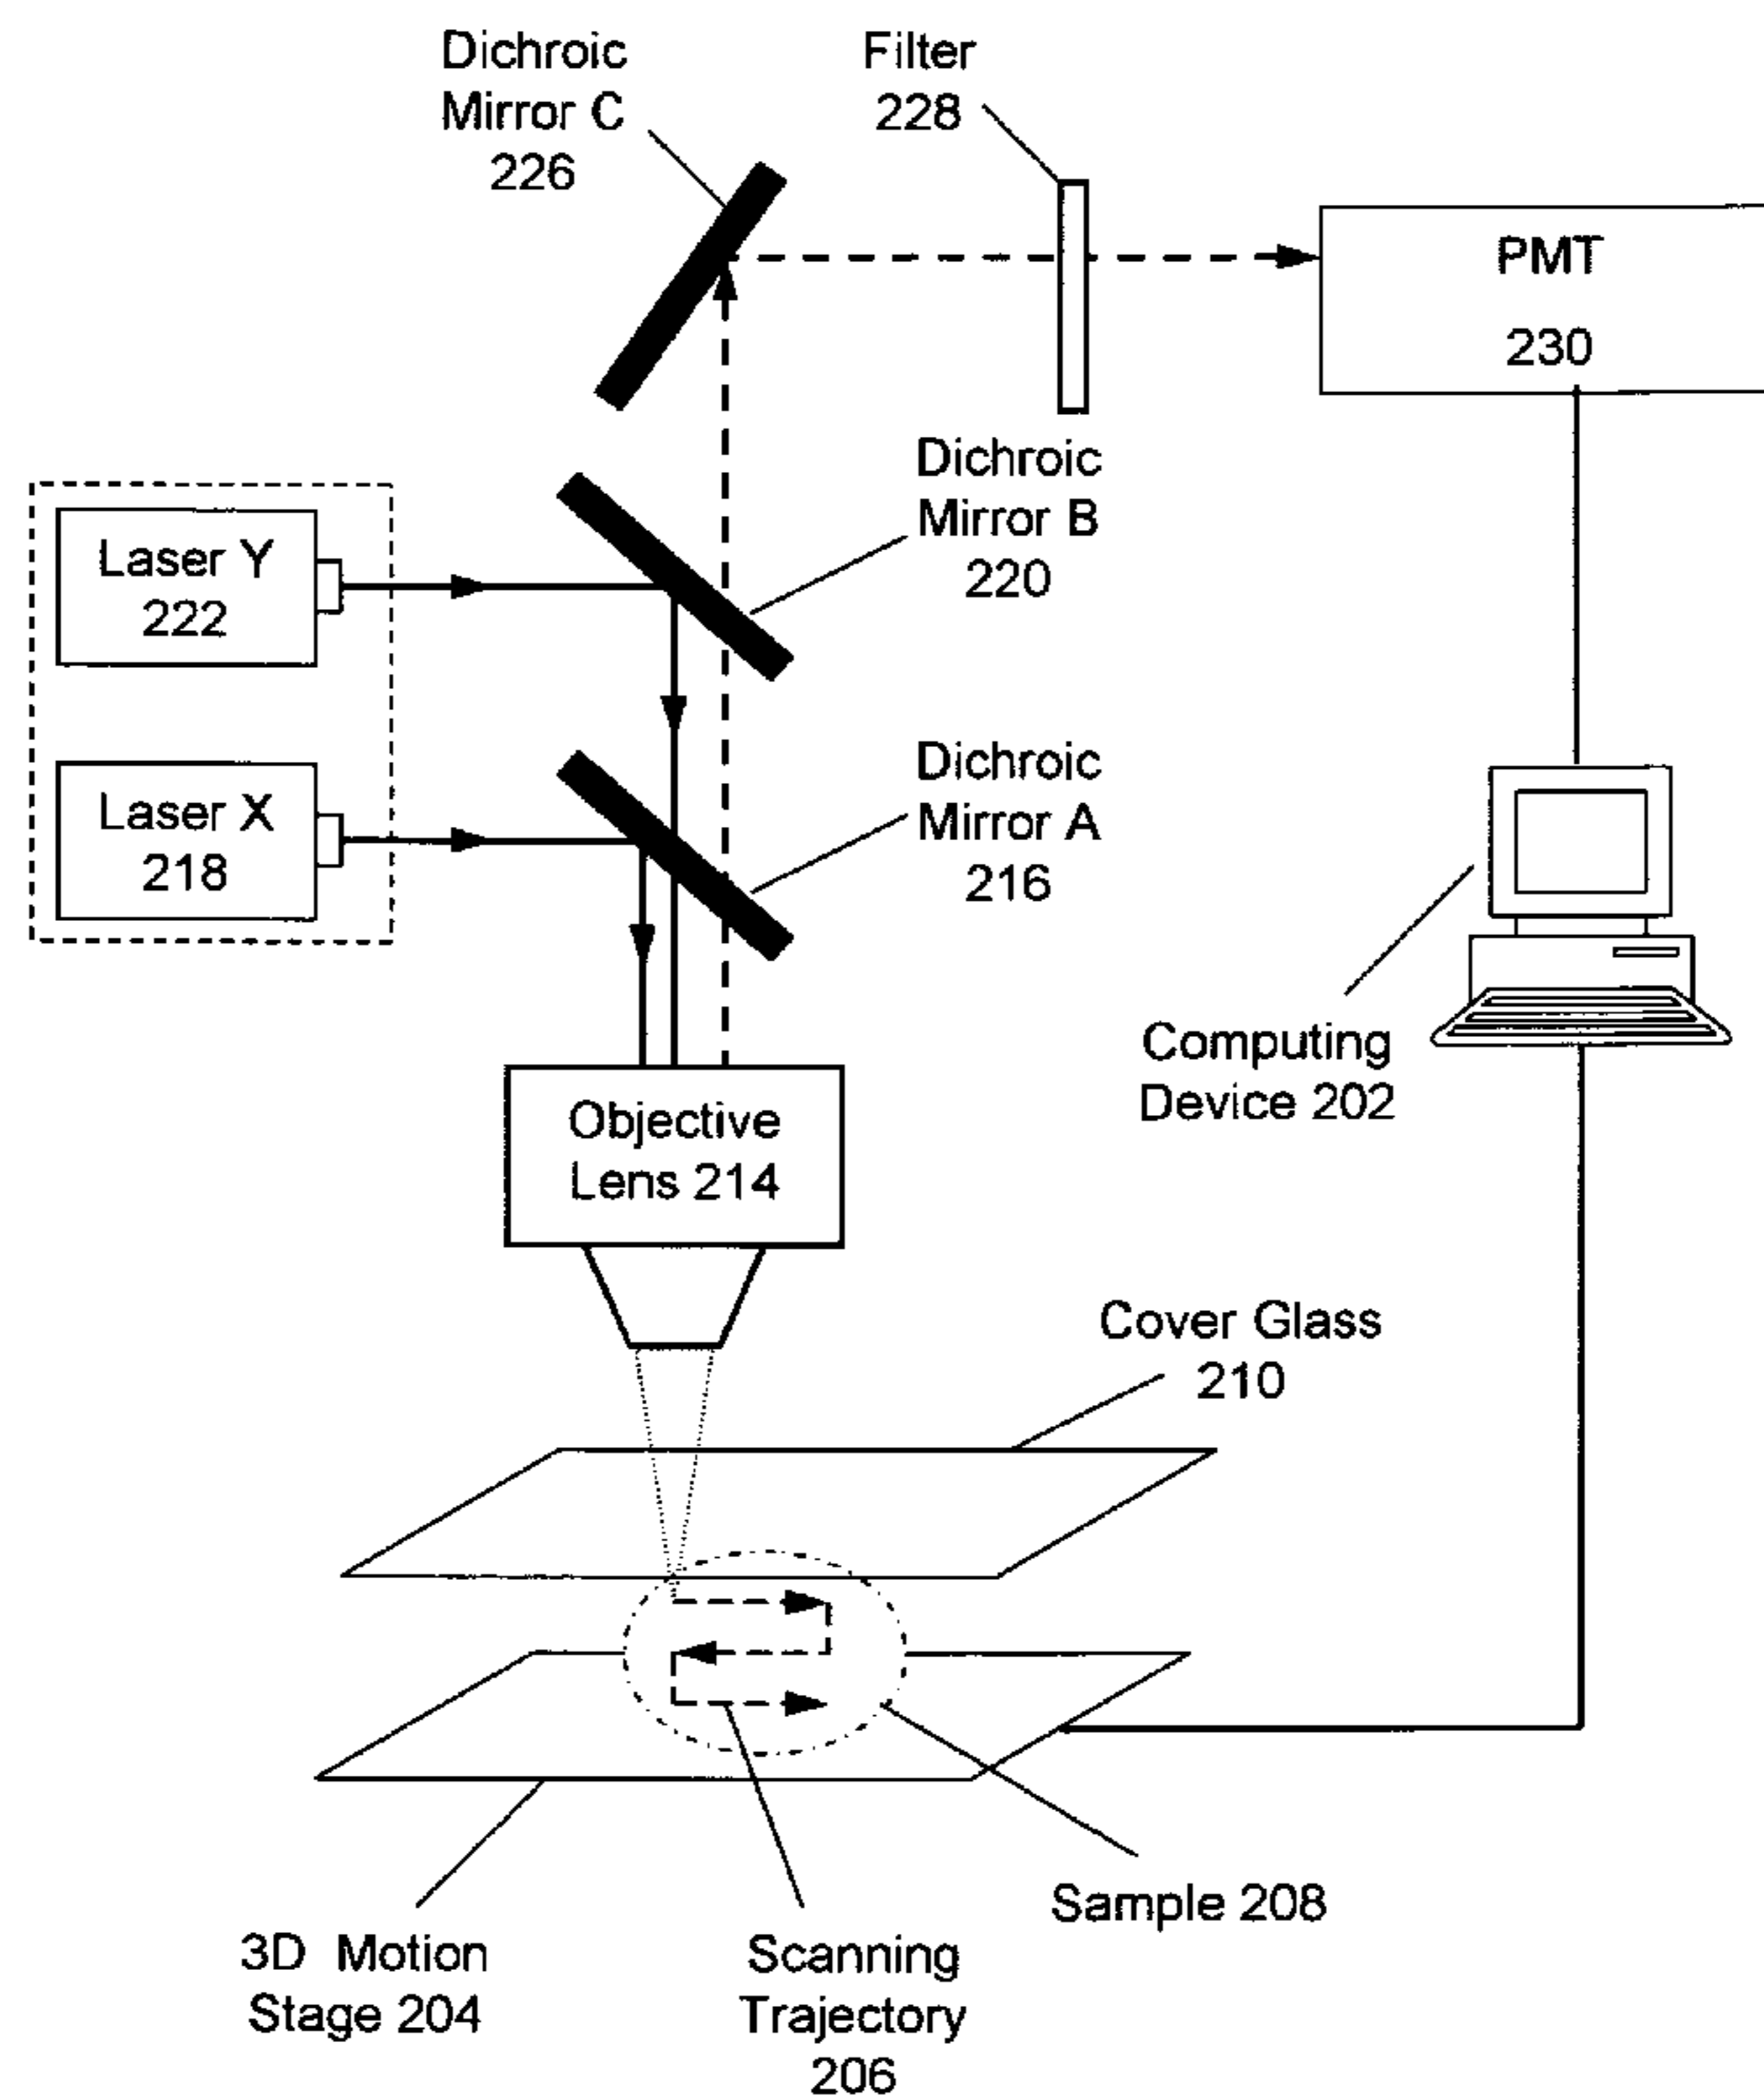 Dichroic
Mirror C
226
Filter
228
PMT
230
Dichroic
Mirror B
220
Laser Y
222
Dichroic
Mirror A
216
Laser X
218
Computing
Device 202
Objective
Lens 214
Cover Glass
210
Sample 208
3D Motion
Stage 204
Scanning
Trajectory
206